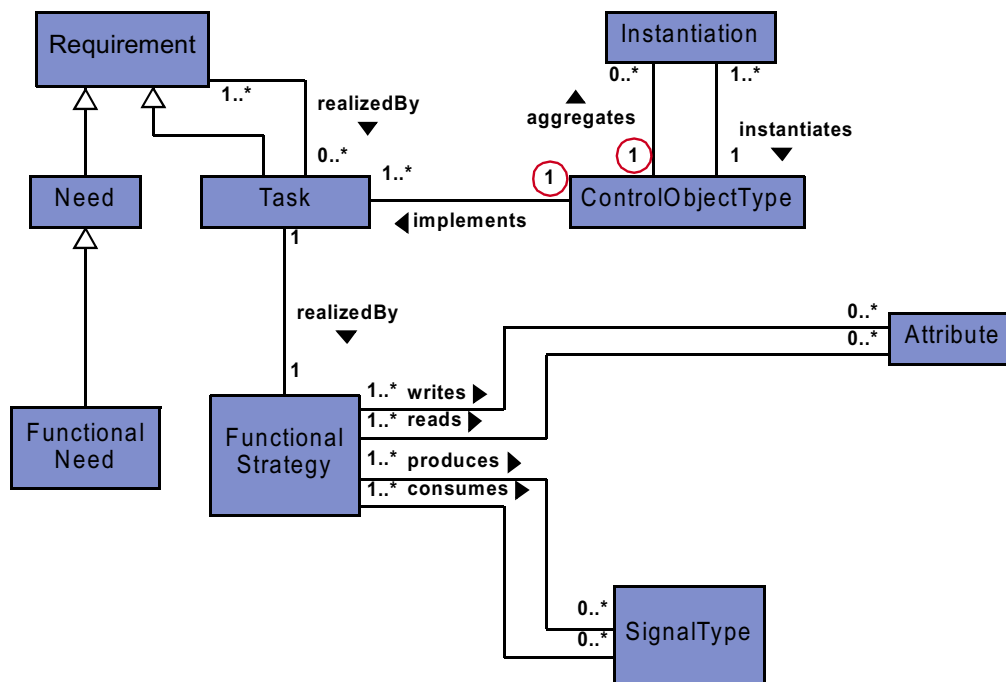 Requirement
Instantiation
1..*
realizedBy
0..*
1..*
aggregates
instantiates
0..*
1..*
1
1
1
Need
Task
ControlObjectType
implements
1
realizedBy
1
0..*
0..*
Attribute
1..* writes
1..* reads
Functional
Need
Functional
Strategy
1..* produces
1..* consumes
0..*
0..*
SignalType